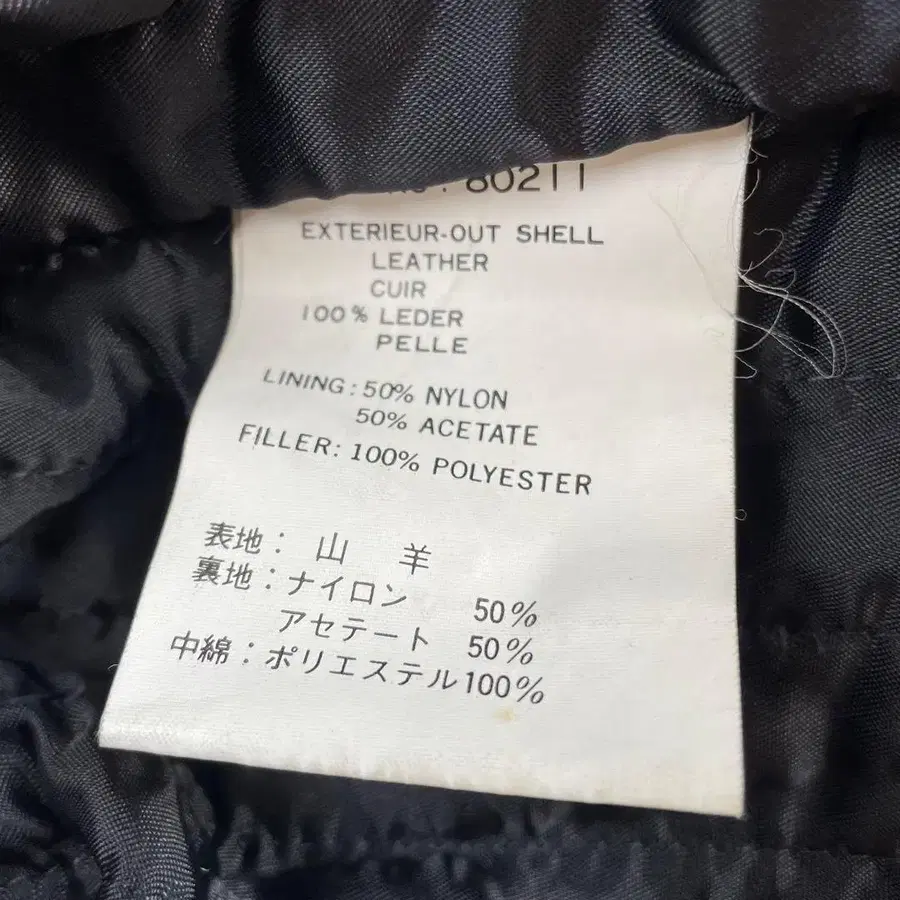 : 80211
EXTERIEUR-OUT SHELL
LEATHER
CUIR
100% LEDER
PELLE
LINING: 50% NYLON
50% ACETATE
FILLER: 100% POLYESTER
表地: 山 羊
裏地:ナイロン 50%
アセテート 50%
中綿:ポリエステル100%